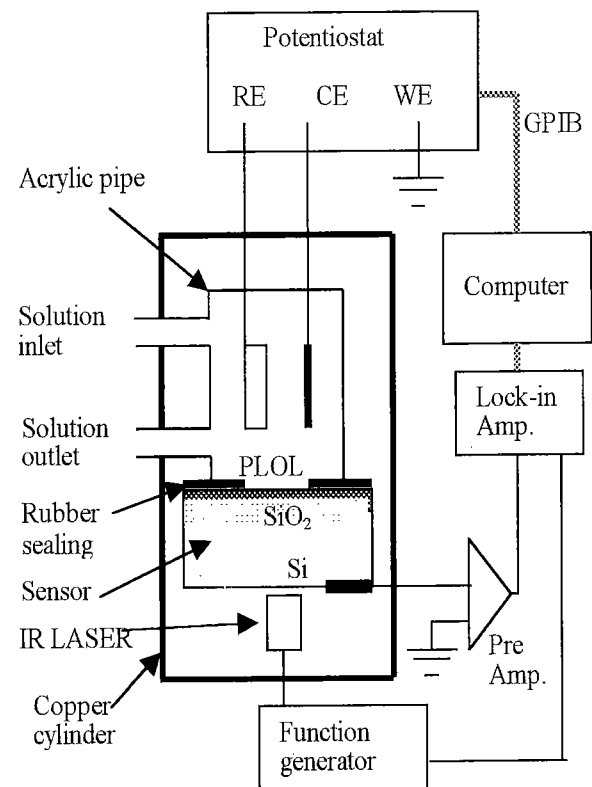 Potentiostat
RE CE WE
GPIB
Acrylic pipe
Computer
Solution
inlet
Lock-in
Amp.
Solution
outlet
PLOL
Rubber
sealing
SiO₂
Sensor
Si
IR LASER
Pre
Amp.
Copper
cylinder
Function
generator